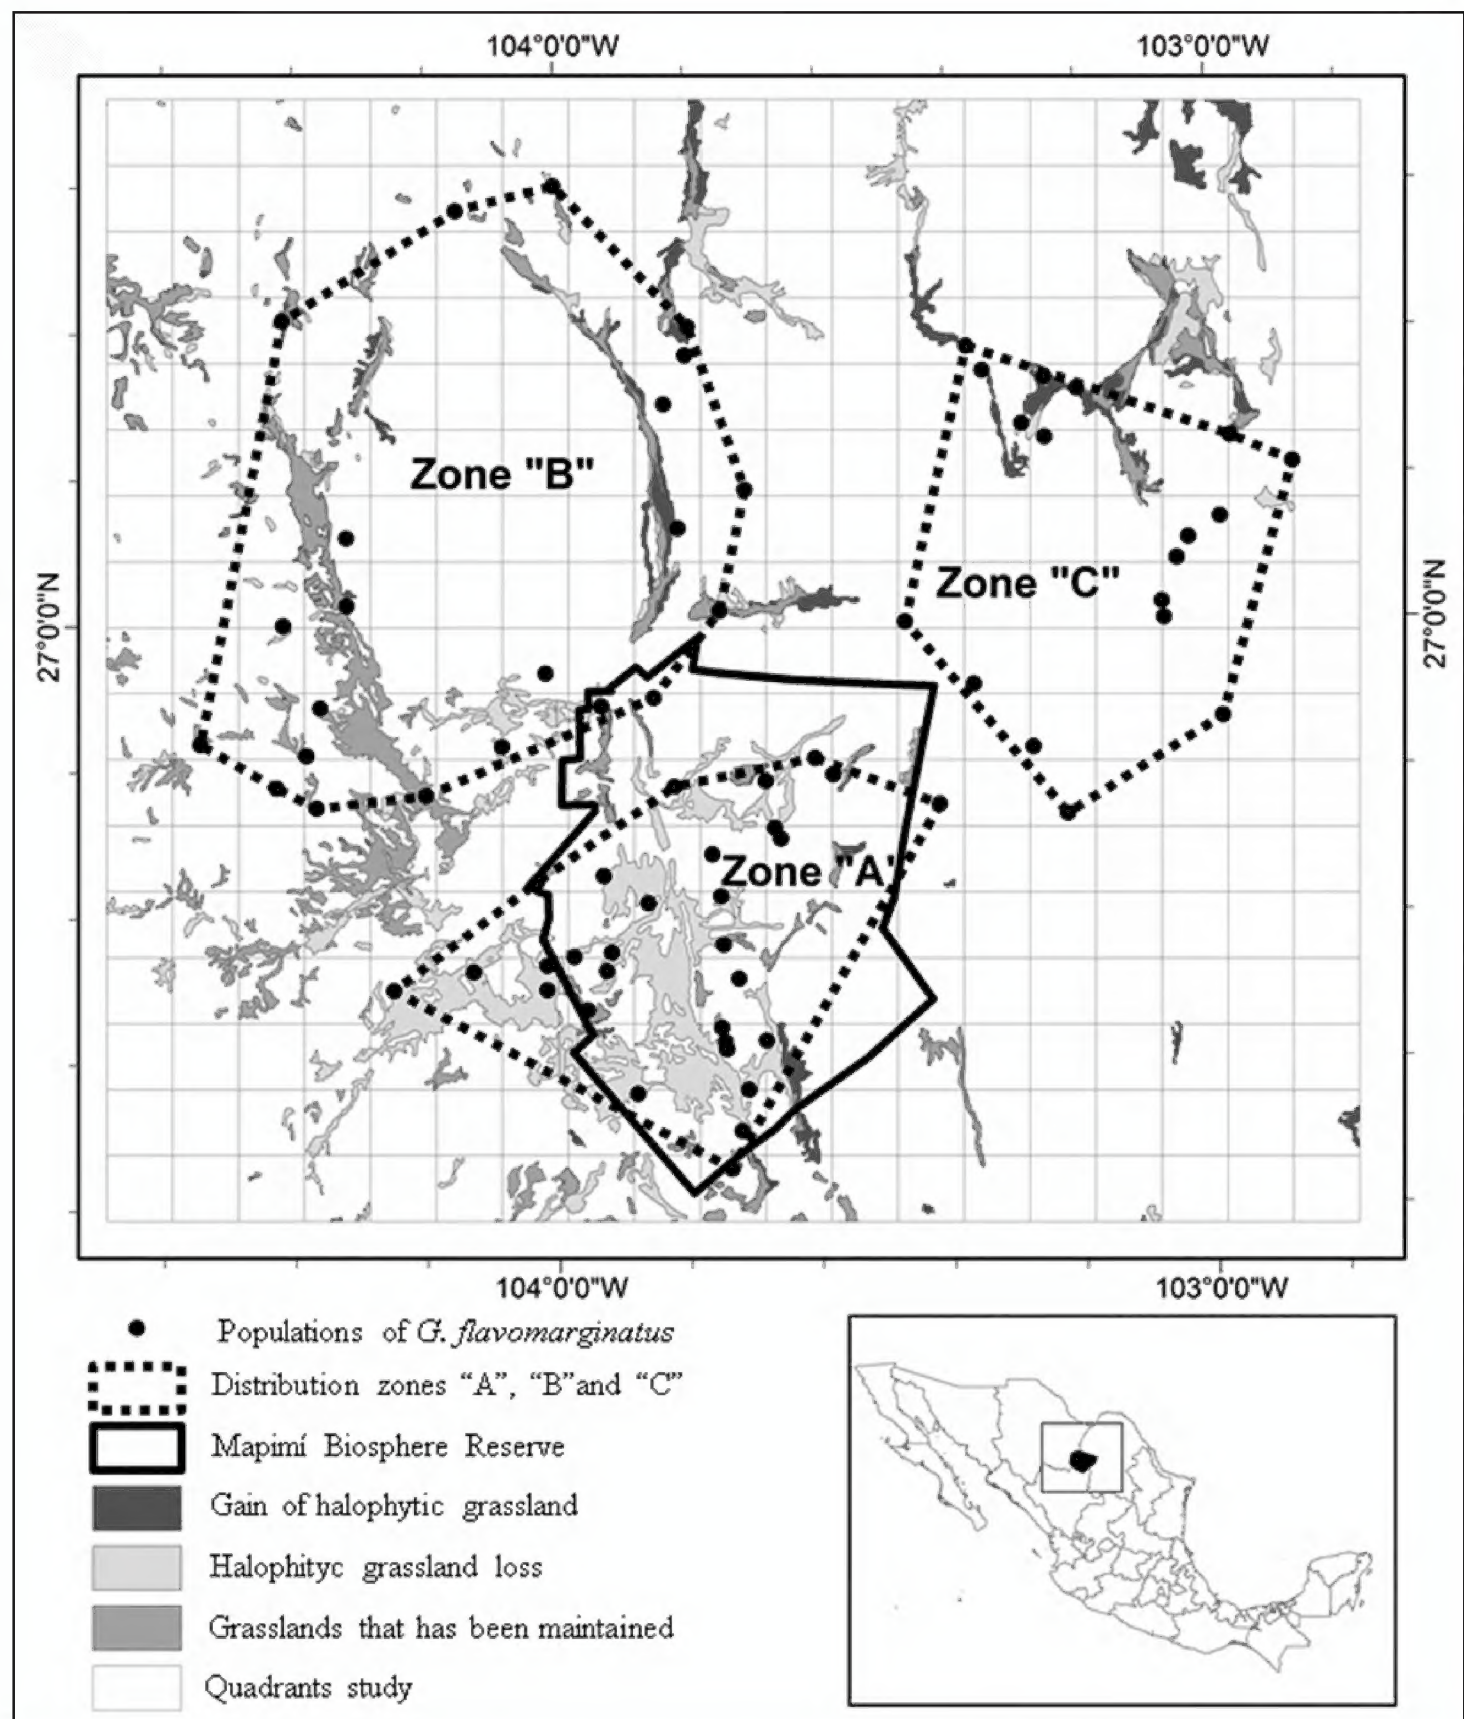 104°0'0"W 103°0'0"W
Zone "B"
Zone "C"
27°0'0"N 27°0'0"N
Zone "A'
104°0'0"W 103°0'0"W
Populations of G. flavomarginatus
Distribution zones “A”, “B”and “C”
Mapimí Biosphere Reserve
Gain of halophytic grassland
Halophityc grassland loss
Grasslands that has been maintained
Quadrants study